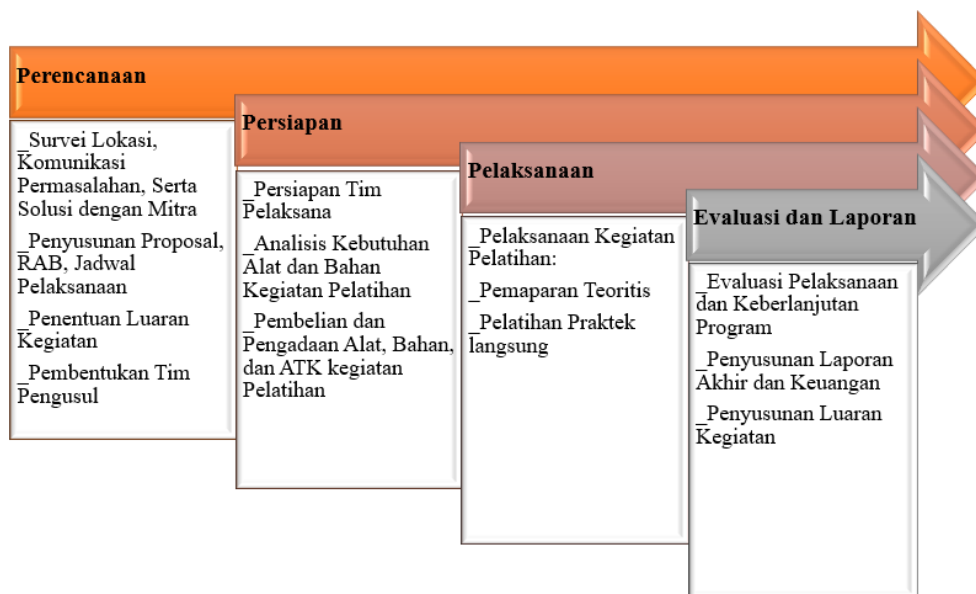 Perencanaan
_Survei Lokasi,
Komunikasi
Permasalahan, Serta
Solusi dengan Mitra
_Penyusunan Proposal,
RAB, Jadwal
Pelaksanaan
_Penentuan Luaran
Kegiatan
_Pembentukan Tim
Pengusul
Persiapan
_Persiapan Tim
Pelaksana
_Analisis Kebutuhan
Alat dan Bahan
Kegiatan Pelatihan
_Pembelian dan
Pengadaan Alat, Bahan,
dan ATK kegiatan
Pelatihan
Pelaksanaan
_Pelaksanaan Kegiatan
Pelatihan:
_Pemaparan Teoritis
_Pelatihan Praktek
langsung
Evaluasi dan Laporan
_Evaluasi Pelaksanaan
dan Keberlanjutan
Program
_Penyusunan Laporan
Akhir dan Keuangan
_Penyusunan Luaran
Kegiatan